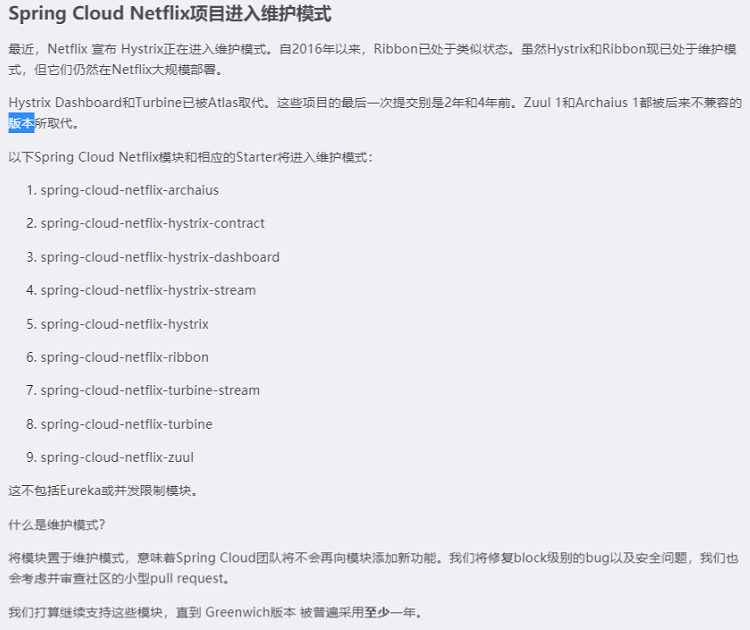 Spring Cloud Netflix项目进入维护模式
最近，Netflix 宣布 Hystrix正在进入维护模式。自2016年以来，Ribbon已处于类似状态。虽然Hystrix和Ribbon现已处于维护模
式，但它们仍然在Netflix大规模部署。
Hystrix Dashboard和Turbine已被Atlas取代。这些项目的最后一次提交别是2年和4年前。Zuul 1和Archaius 1都被后来不兼容的
版本所取代。
以下Spring Cloud Netflix模块和相应的Starter将进入维护模式：
1. spring-cloud-netflix-archaius
2. spring-cloud-netflix-hystrix-contract
3. spring-cloud-netflix-hystrix-dashboard
4. spring-cloud-netflix-hystrix-stream
5. spring-cloud-netflix-hystrix
6. spring-cloud-netflix-ribbon
7. spring-cloud-netflix-turbine-stream
8. spring-cloud-netflix-turbine
9. spring-cloud-netflix-zuul
这不包括Eureka或并发限制模块。
什么是维护模式？
将模块置于维护模式，意味着Spring Cloud团队将不会再向模块添加新功能。我们将修复block级别的bug以及安全问题，我们也
会考虑并审查社区的小型pull request。
我们打算继续支持这些模块，直到 Greenwich版本 被普遍采用至少一年。